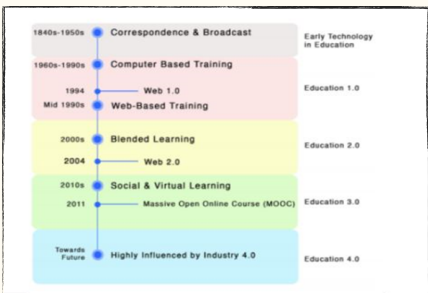 1840s-1950s Correspondence & Broadcast
Early Technology
in Education
1960s-1990s Computer Based Training
Education 1.0
1994 Web 1.0
Mid 1990s Web-Based Training
2000s Blended Learning
Education 2.0
2004 Web 2.0
2010s Social & Virtual Learning
Education 3.0
2011 Massive Open Online Course (MOOC)
Towards
Future
Highly Influenced by Industry 4.0
Education 4.0